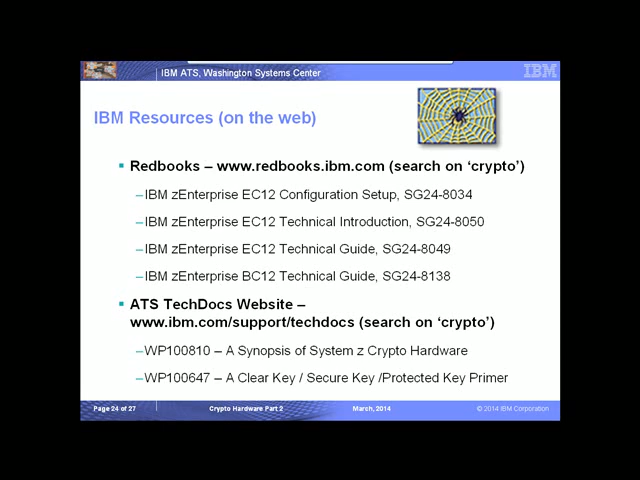 IBM ATS, Washington Systems Center
IBM
IBM Resources (on the web)
Redbooks – www.redbooks.ibm.com (search on ‘crypto’)
–IBM zEnterprise EC12 Configuration Setup, SG24-8034
–IBM zEnterprise EC12 Technical Introduction, SG24-8050
–IBM zEnterprise EC12 Technical Guide, SG24-8049
–IBM zEnterprise BC12 Technical Guide, SG24-8138
ATS TechDocs Website –
www.ibm.com/support/techdocs (search on ‘crypto’)
–WP100810 – A Synopsis of System z Crypto Hardware
–WP100647 – A Clear Key / Secure Key /Protected Key Primer
Page 24 of 27 Crypto Hardware Part 2 March, 2014 © 2014 IBM Corporation